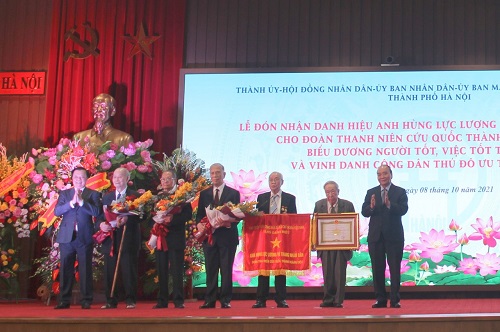 HÀ NỘI
THÀNH ỦY-HỘI ĐỒNG NHÂN DÂN-ỦY BAN NHÂN DÂN-ỦY BAN M
THÀNH PHỐ HÀ NỘI
LỄ ĐÓN NHẬN DANH HIỆU ANH HÙNG LỰC LƯỢNG
CHO ĐOÀN THANH NIÊN CỨU QUỐC THÀN
BIỂU DƯƠNG NGƯỜI TỐT, VIỆC TỐT T
VÀ VINH DANH CÔNG DÂN THỦ ĐÔ ƯU T
ngày 08 tháng 10 năm 2021